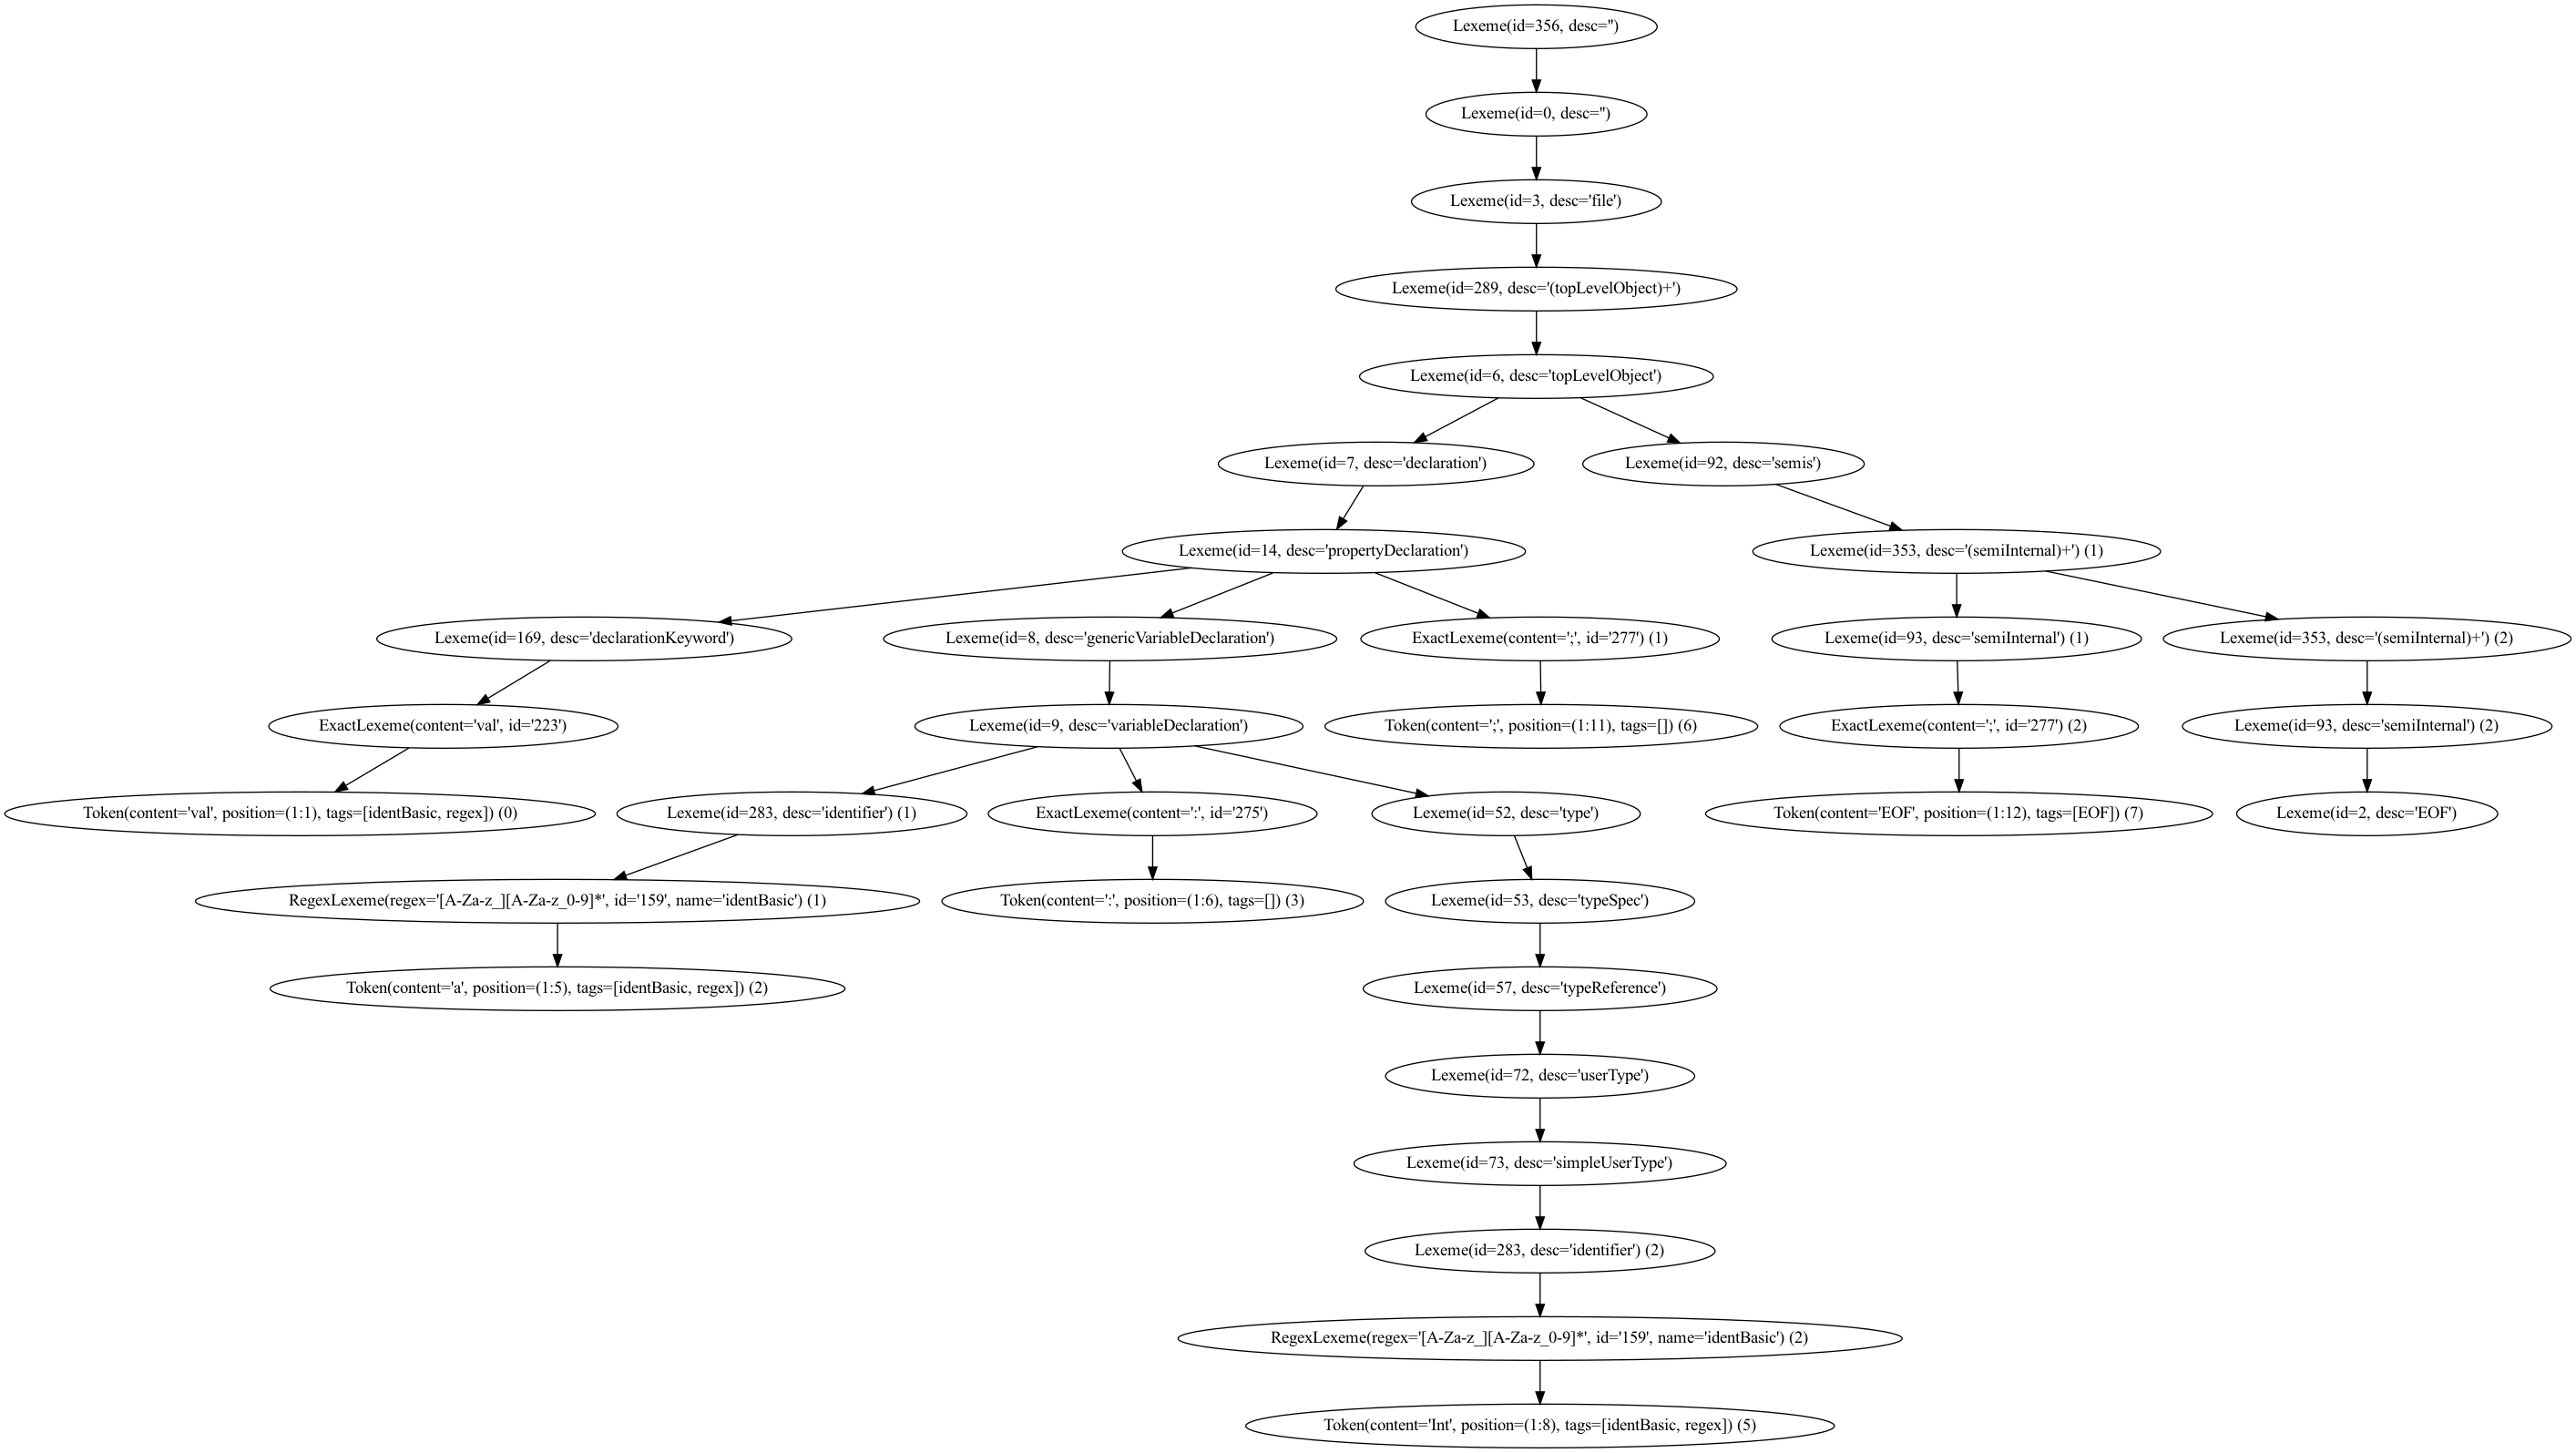 Lexeme(id=356, desc='')
Lexeme(id=0, desc='')
Lexeme(id=3, desc='file')
Lexeme(id=289, desc='(topLevelObject)+')
Lexeme(id=6, desc='topLevelObject')
Lexeme(id=7, desc='declaration')
Lexeme(id=92, desc='semis')
Lexeme(id=14, desc='propertyDeclaration')
Lexeme(id=353, desc='(semiInternal)+') (1)
Lexeme(id=169, desc='declarationKeyword')
Lexeme(id=8, desc='genericVariableDeclaration')
ExactLexeme(content=';', id='277') (1)
Lexeme(id=93, desc='semiInternal') (1)
Lexeme(id=353, desc='(semiInternal)+') (2)
ExactLexeme(content='val', id='223')
Lexeme(id=9, desc='variableDeclaration')
Token(content=';', position=(1:11), tags=[]) (6)
ExactLexeme(content=';', id='277') (2)
Lexeme(id=93, desc='semiInternal') (2)
Token(content='val', position=(1:1), tags=[identBasic, regex]) (0)
Lexeme(id=283, desc='identifier') (1)
ExactLexeme(content=':', id='275')
Lexeme(id=52, desc='type')
Token(content='EOF', position=(1:12), tags=[EOF]) (7)
Lexeme(id=2, desc='EOF')
RegexLexeme(regex='[A-Za-z_][A-Za-z_0-9]*', id='159', name='identBasic') (1)
Token(content=':', position=(1:6), tags=[]) (3)
Lexeme(id=53, desc='typeSpec')
Token(content='a', position=(1:5), tags=[identBasic, regex]) (2)
Lexeme(id=57, desc='typeReference')
Lexeme(id=72, desc='userType')
Lexeme(id=73, desc='simpleUserType')
Lexeme(id=283, desc='identifier') (2)
RegexLexeme(regex='[A-Za-z_][A-Za-z_0-9]*', id='159', name='identBasic') (2)
Token(content='Int', position=(1:8), tags=[identBasic, regex]) (5)